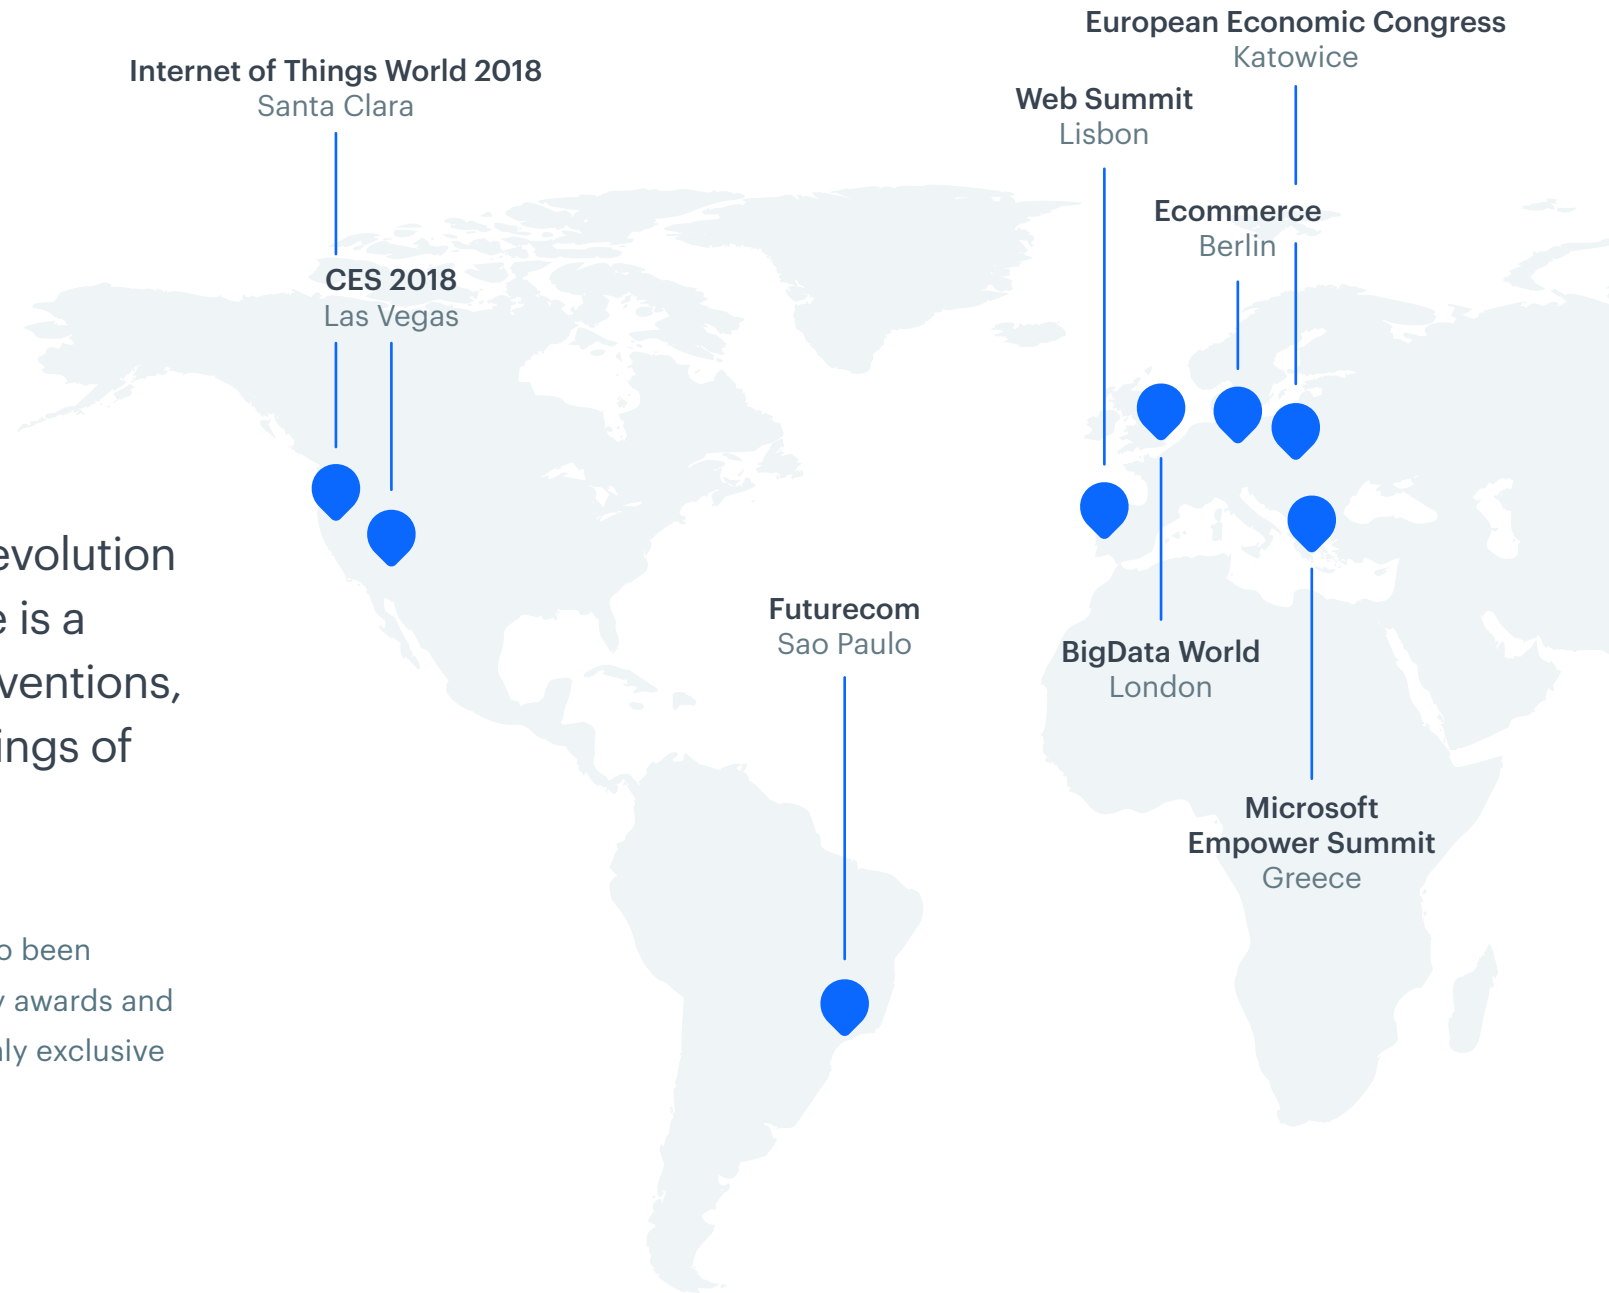 European Economic Congress
Katowice
Internet of Things World 2018
Santa Clara
Web Summit
Lisbon
Ecommerce
Berlin
CES 2018
Las Vegas
evolution
is a
ventions,
ings of
Futurecom
Sao Paulo
BigData World
London
Microsoft
Empower Summit
Greece
been
awards and
exclusive